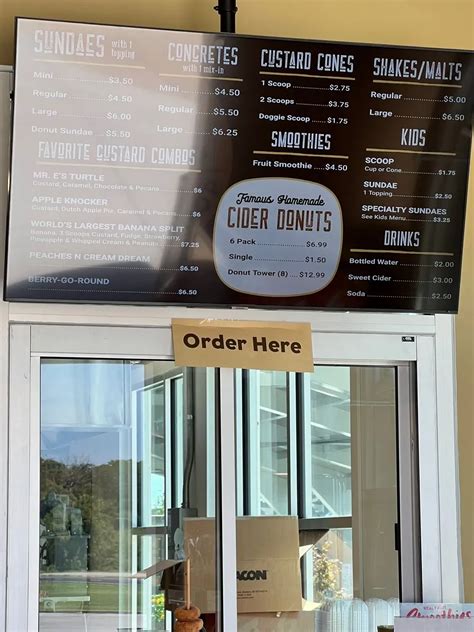 SUNDAES with 1 topping
Mini $3.50
Regular $4.50
Large $6.00
Donut Sundae $5.50
FAVORITE CUSTARD COMBOS
MR. E'S TURTLE
Custard, Caramel, Chocolate & Pecans $6
APPLE KNOCKER
Custard, Dutch Apple Pie, Caramel & Pecans $6
WORLD'S LARGEST BANANA SPLIT
Banana, 2 Scoops Custard, Fudge, Strawberry,
Pineapple & Whipped Cream & Peanuts $7.25
PEACHES N CREAM DREAM
$6.50
BERRY-GO-ROUND
$6.50
CONCRETES
with 1 mix-in
Mini $4.50
Regular $5.50
Large $6.25
CUSTARD CONES
1 Scoop $2.75
2 Scoops $3.75
Doggie Scoop $1.75
SMOOTHIES
Fruit Smoothie $4.50
Famous Homemade
CIDER DONUTS
6 Pack $6.99
Single $1.50
Donut Tower (8) $12.99
SHAKES/MALTS
Regular $5.00
Large $5.50
KIDS
SCOOP
Cup or Cone $1.75
SUNDAE
1 Topping $2.50
SPECIALTY SUNDAES
See Kids Menu $3.25
DRINKS
Bottled Water $2.00
Sweet Cider $3.00
Soda $2.50
Order Here
ACON
Smoothies